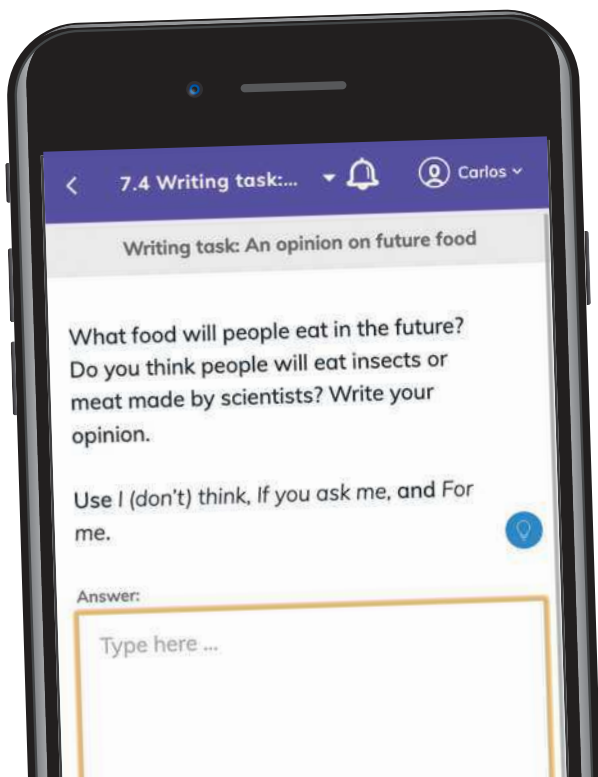 7.4 Writing task:...
Carlos
Writing task: An opinion on future food
What food will people eat in the future?
Do you think people will eat insects or
meat made by scientists? Write your
opinion.
Use I (don't) think, If you ask me, and For
me.
Answer:
Type here ...